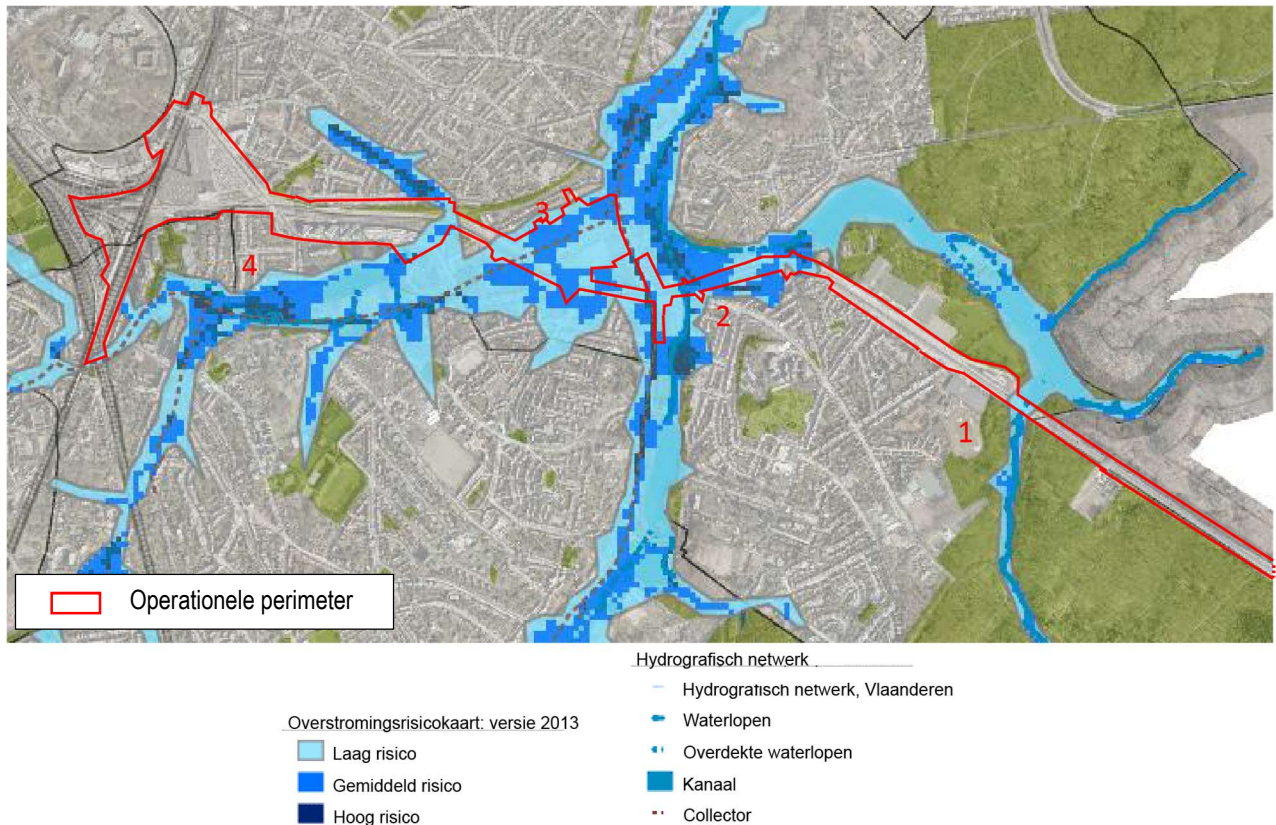 3
4
2
1
Operationele perimeter
Hydrografisch netwerk
Hydrografisch netwerk, Vlaanderen
Overstromingsrisicokaart: versie 2013
Waterlopen
Laag risico
Overdekte waterlopen
Gemiddeld risico
Kanaal
Hoog risico
Collector